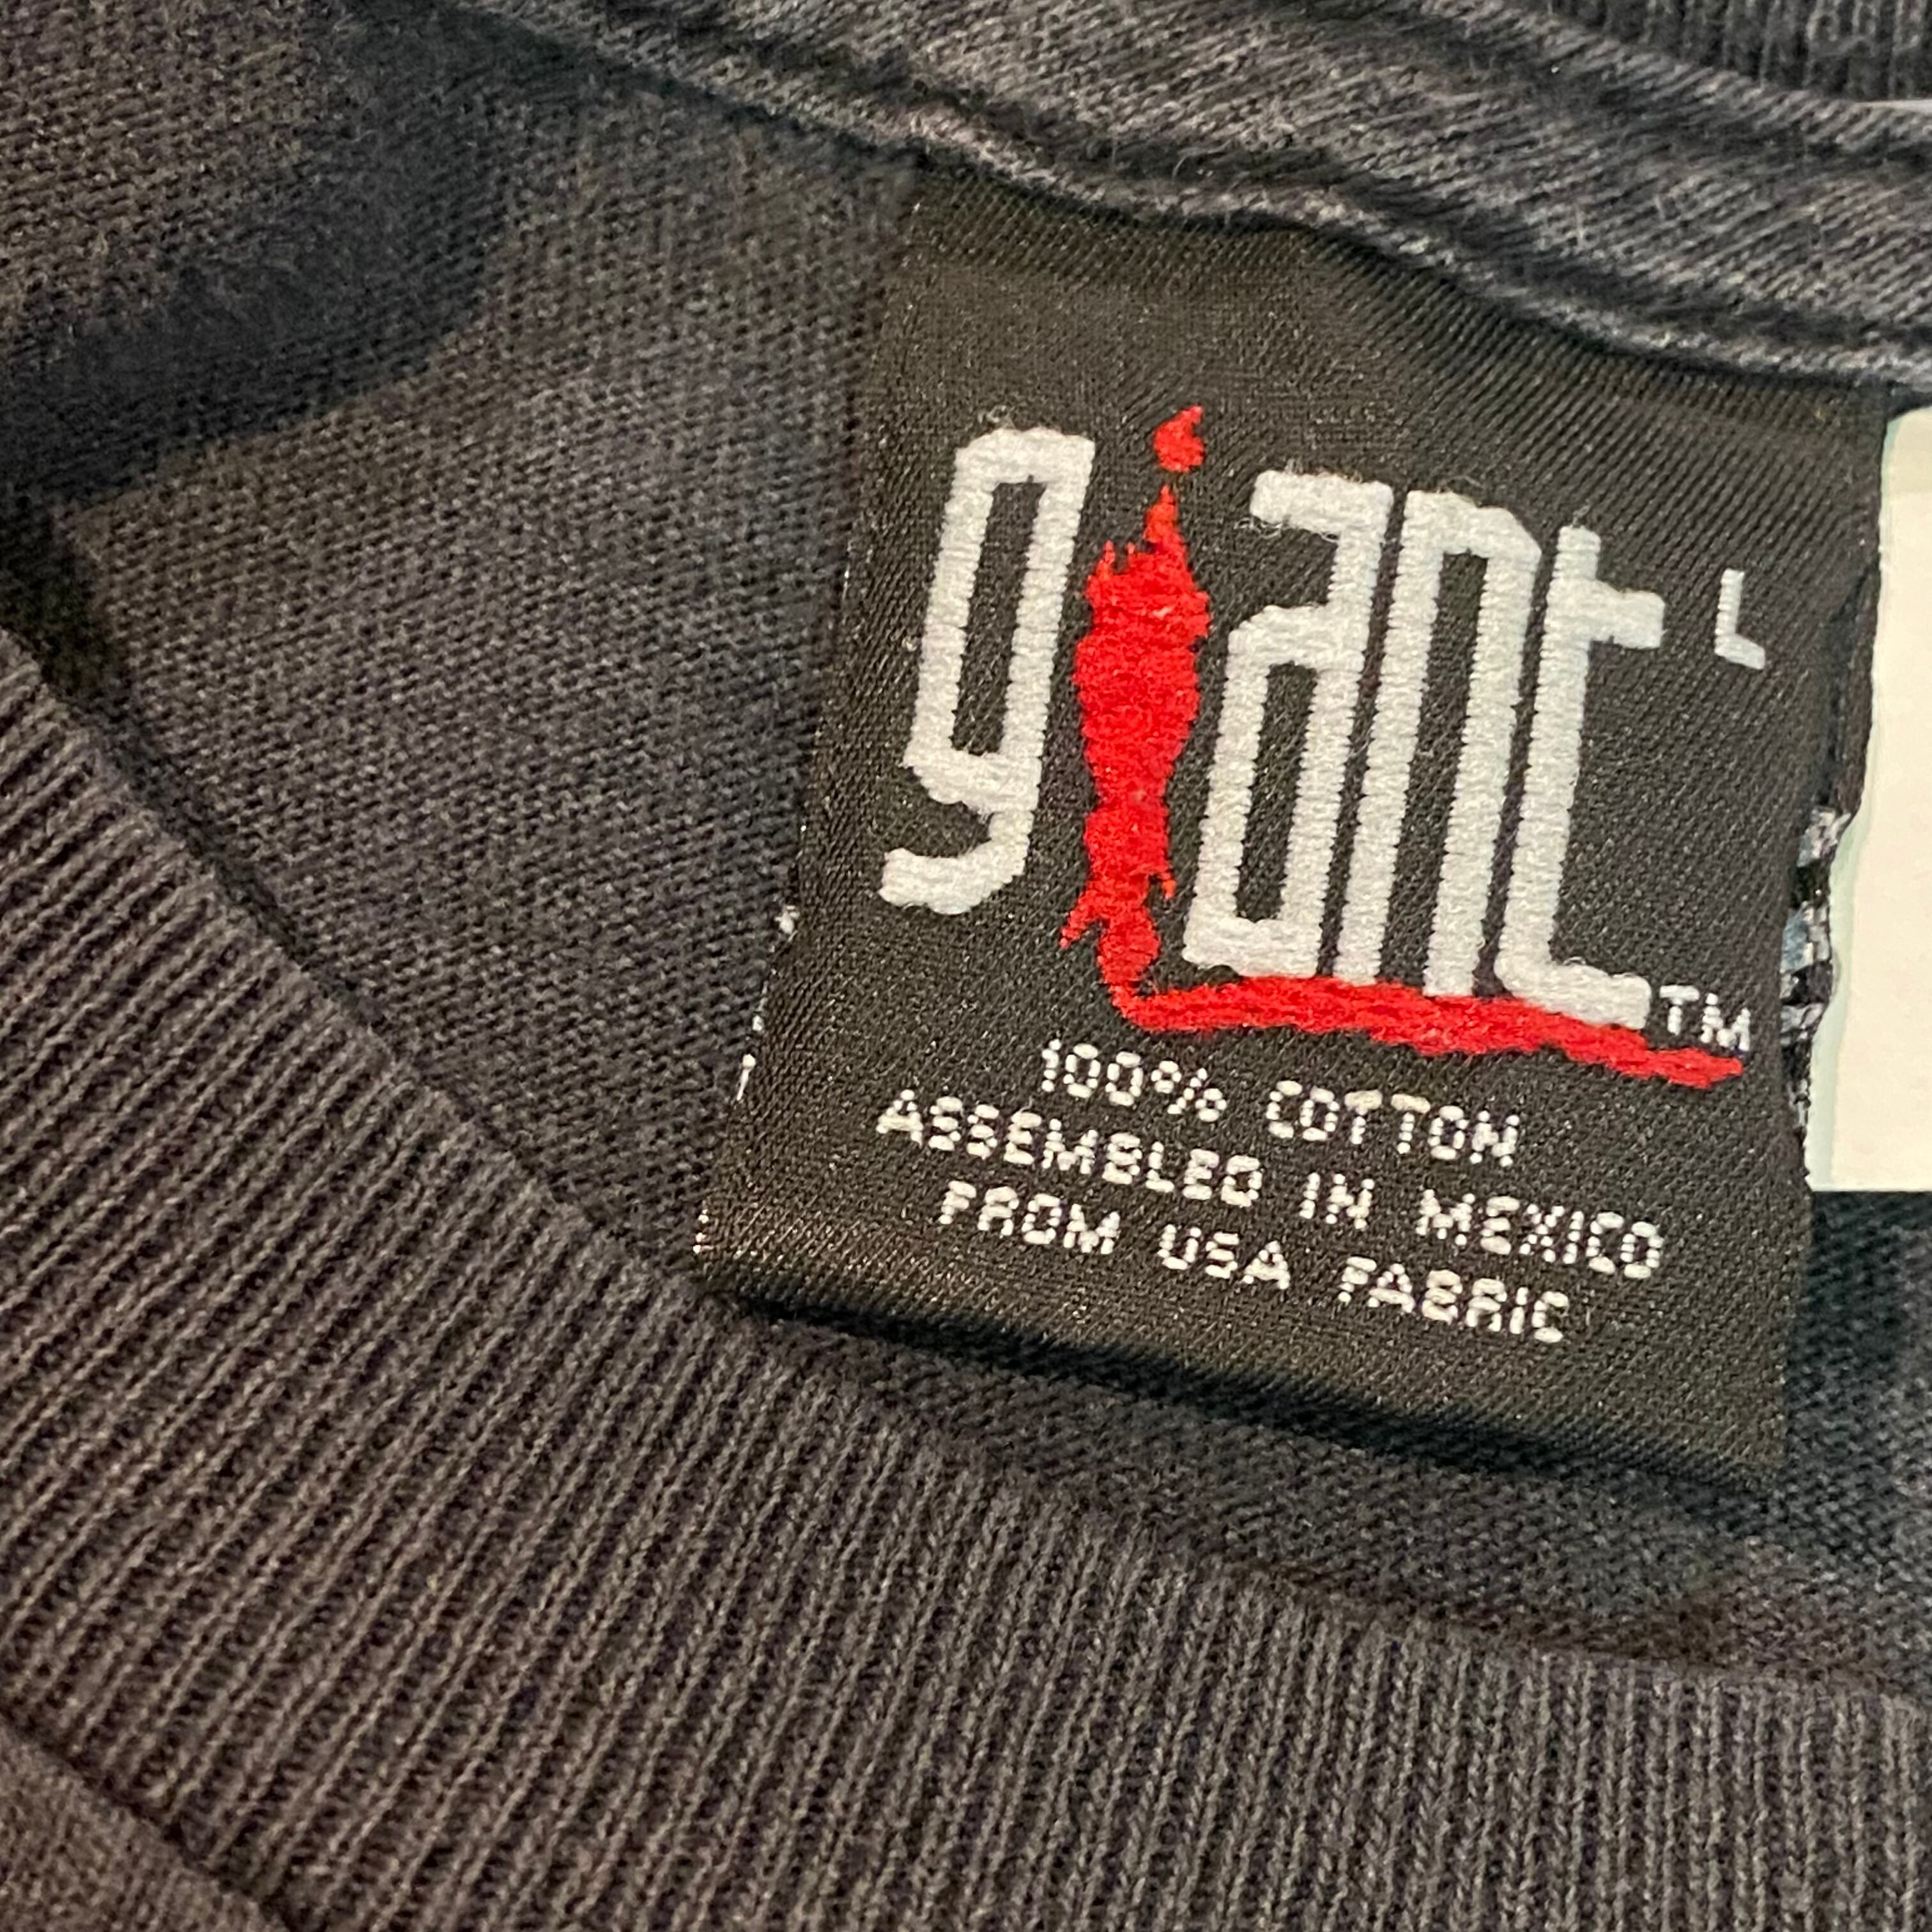 giant L
TM
100% COTTON
ASSEMBLED IN MEXICO
FROM USA FABRIC